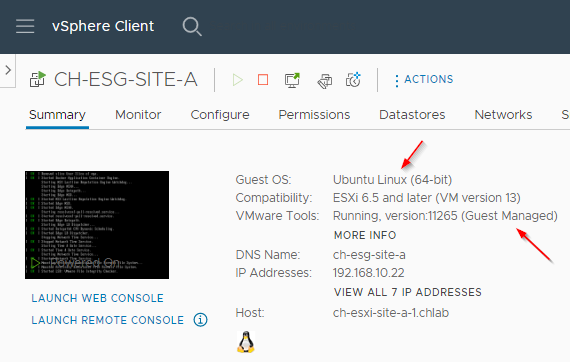 vSphere Client
CH-ESG-SITE-A
ACTIONS
Summary Monitor Configure Permissions Datastores Networks S
Guest OS: Ubuntu Linux (64-bit)
Compatibility: ESXi 6.5 and later (VM version 13)
VMware Tools: Running, version:11265 (Guest Managed)
MORE INFO
DNS Name: ch-esg-site-a
IP Addresses: 192.168.10.22
VIEW ALL 7 IP ADDRESSES
Host: ch-esxi-site-a-1.chlab
Powered On
LAUNCH WEB CONSOLE
LAUNCH REMOTE CONSOLE